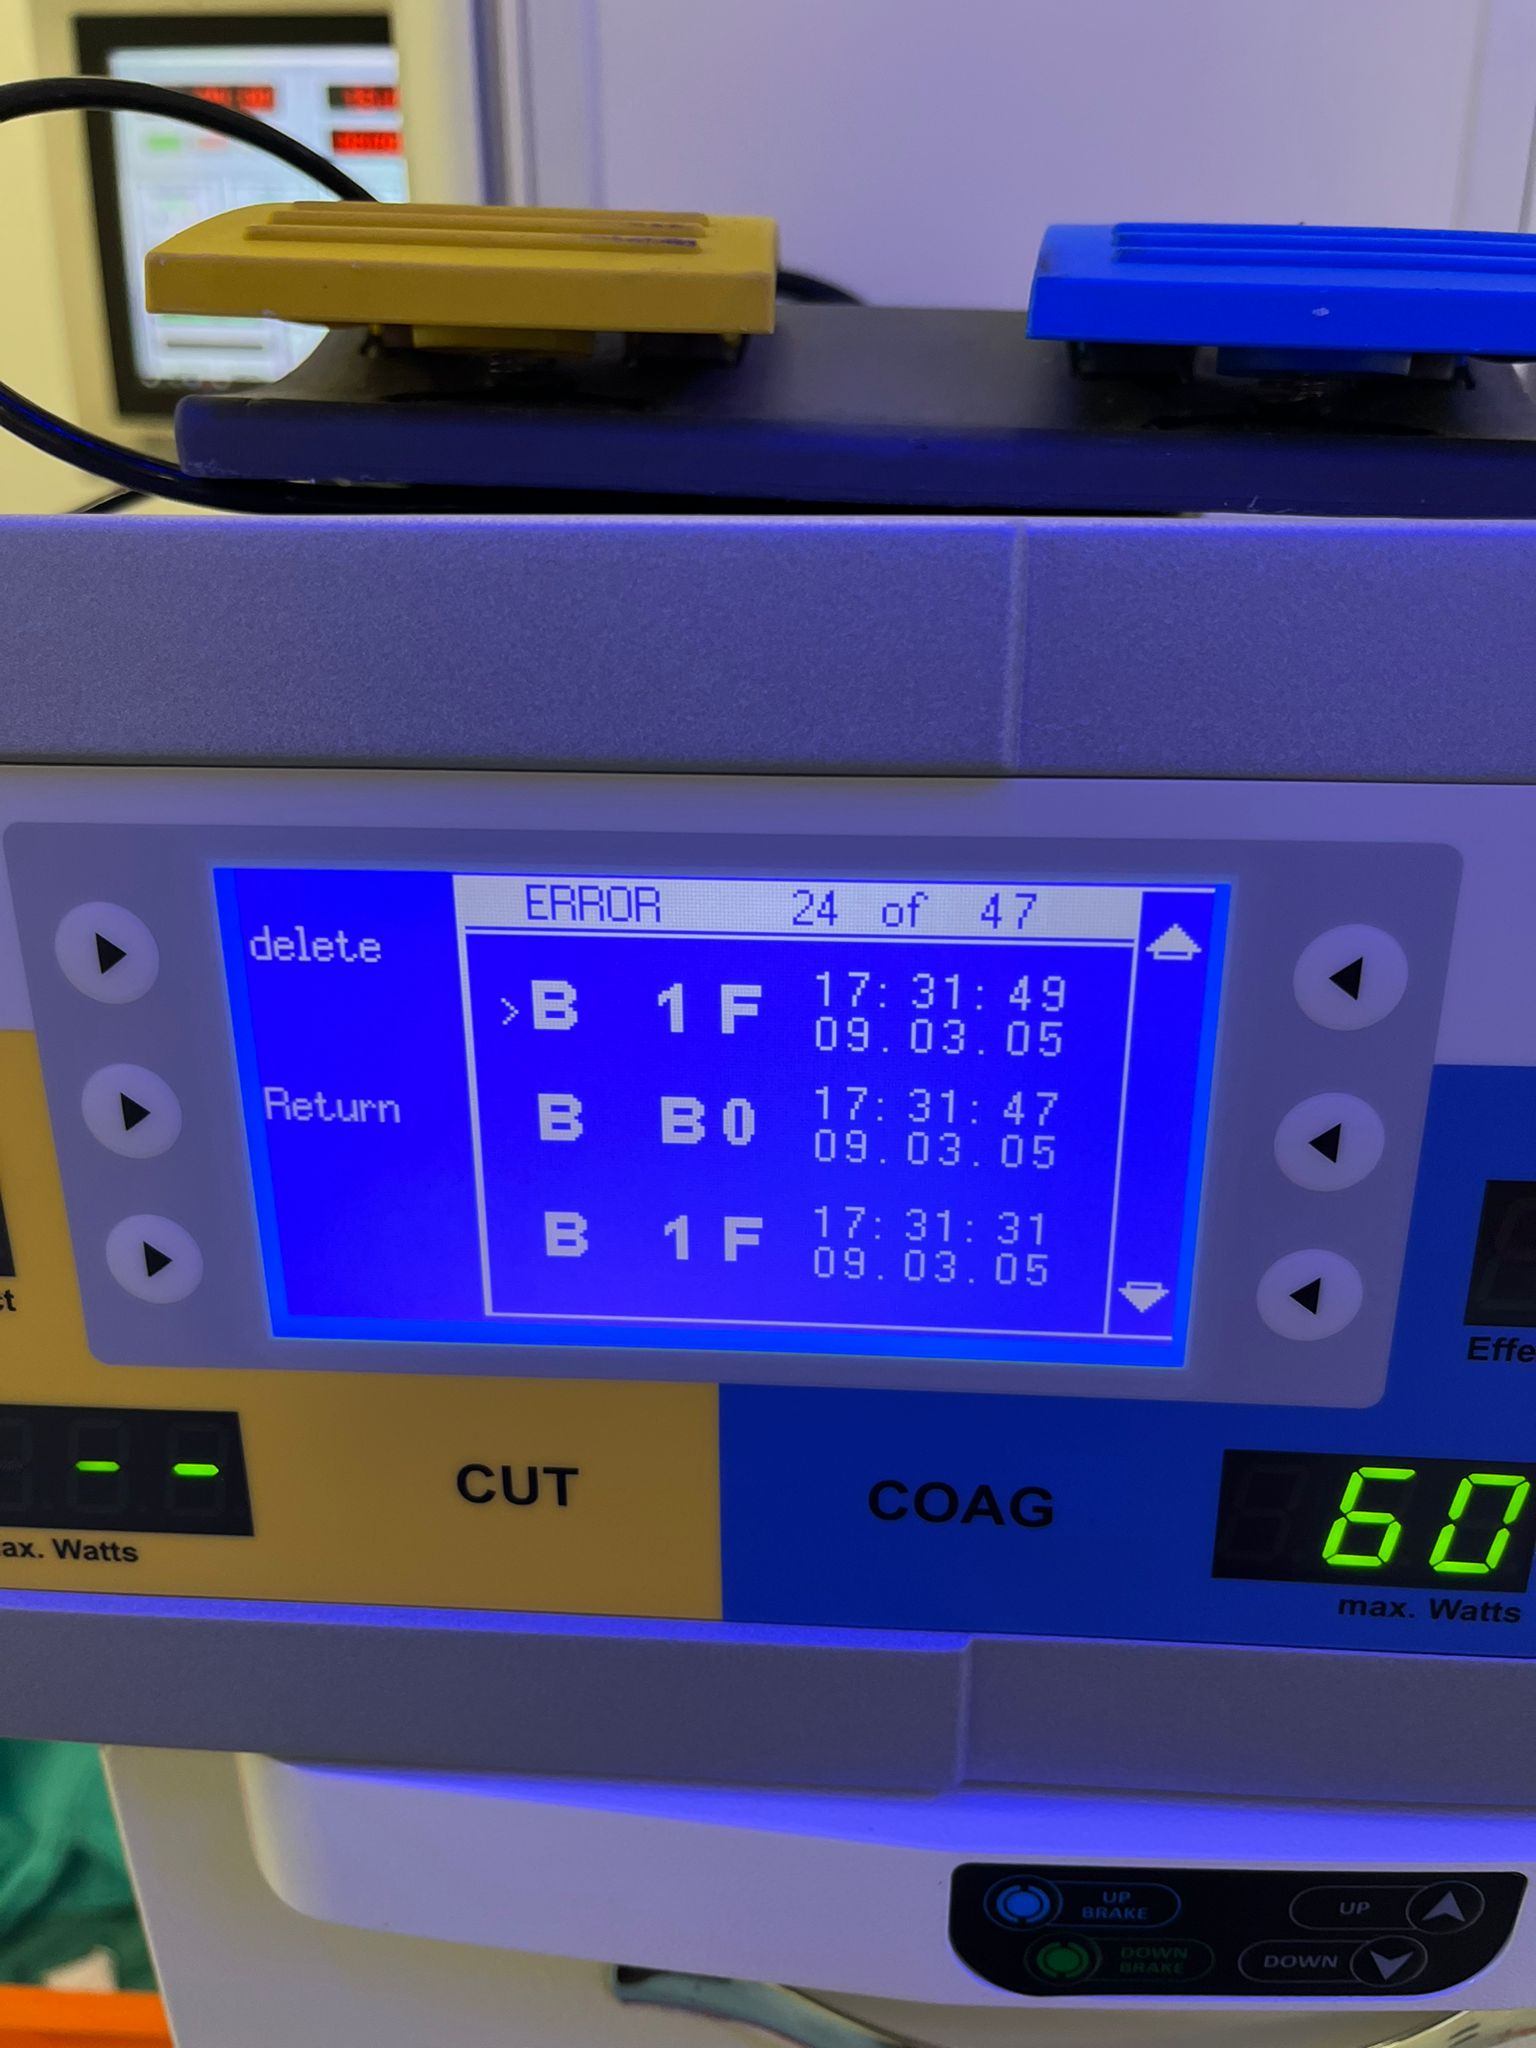 ERROR 24 of 47
delete
>B 1F 17:31:49
09.03.05
Return
B B0 17:31:47
09.03.05
B 1F 17:31:31
09.03.05
CUT
COAG
60
max. Watts
UP
BRAKE
UP
DOWN
BRAKE
DOWN